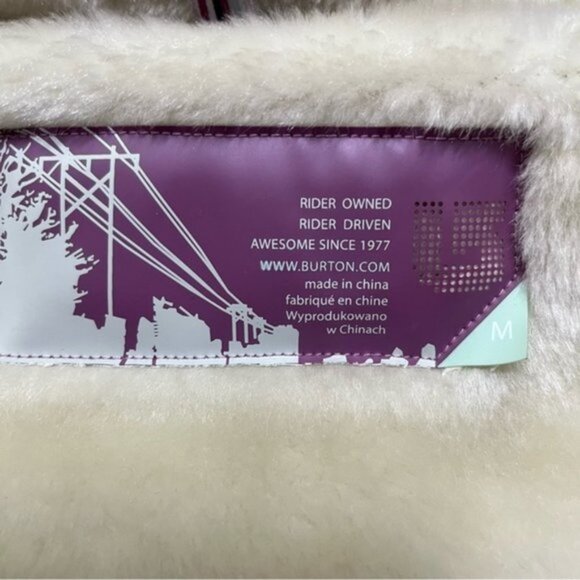 RIDER OWNED
RIDER DRIVEN
AWESOME SINCE 1977
WWW.BURTON.COM
made in china
fabriqué en chine
Wyprodukowano
w Chinach
M